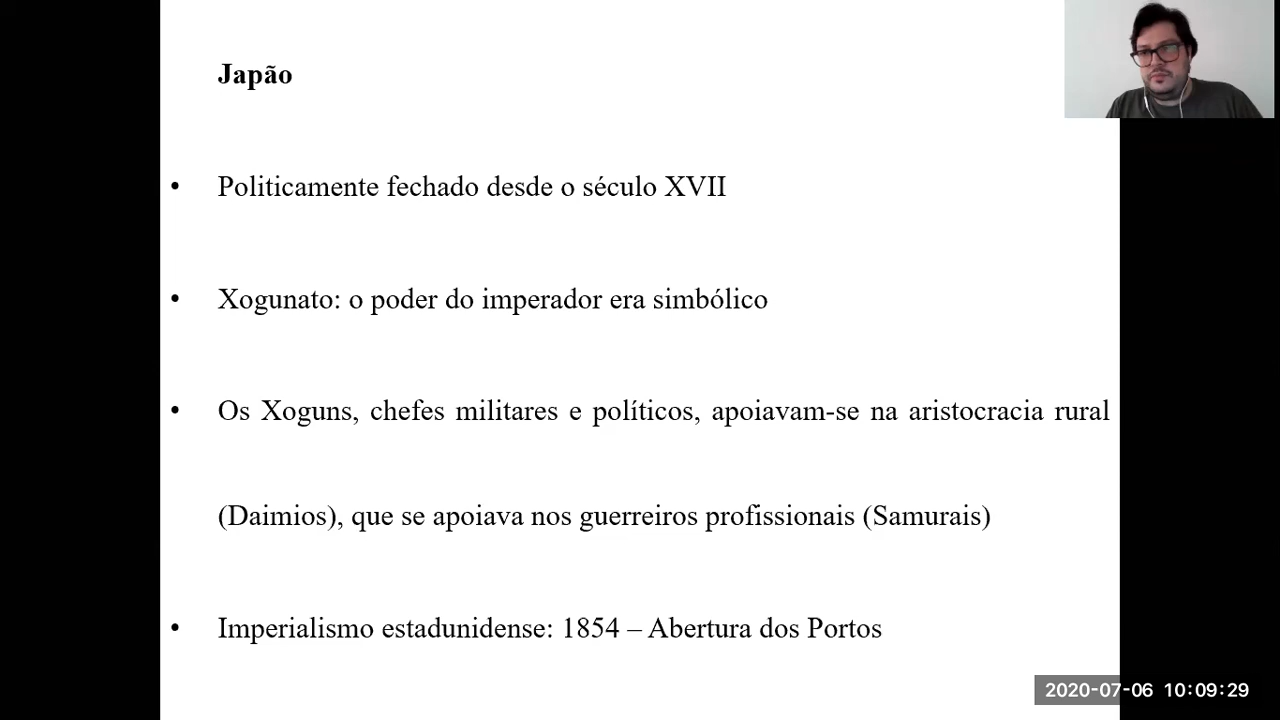 Japão
• Politicamente fechado desde o século XVII
• Xogunato: o poder do imperador era simbólico
• Os Xoguns, chefes militares e políticos, apoiavam-se na aristocracia rural
(Daimios), que se apoiava nos guerreiros profissionais (Samurais)
• Imperialismo estadunidense: 1854 – Abertura dos Portos
2020-07-06 10:09:29